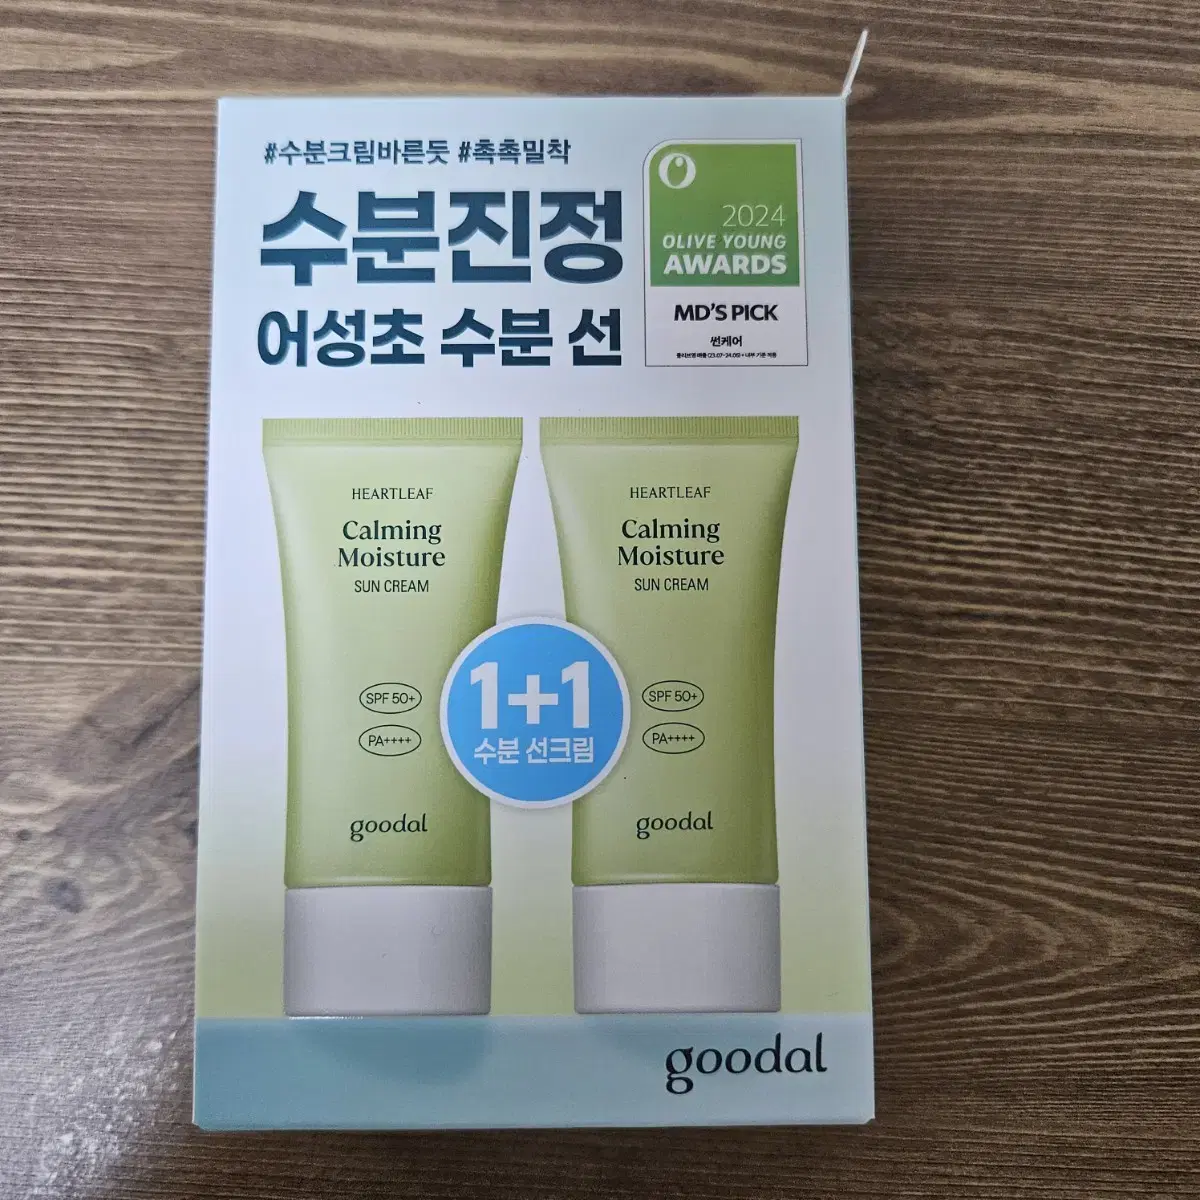 #수분크림바른듯 #촉촉밀착
수분진정
어성초 수분 선
2024
OLIVE YOUNG
AWARDS
MD'S PICK
썬케어
HEARTLEAF
Calming
Moisture
SUN CREAM
SPF 50+
PA++++
goodal
HEARTLEAF
Calming
Moisture
SUN CREAM
SPF 50+
PA++++
goodal
1+1
수분 선크림
goodal